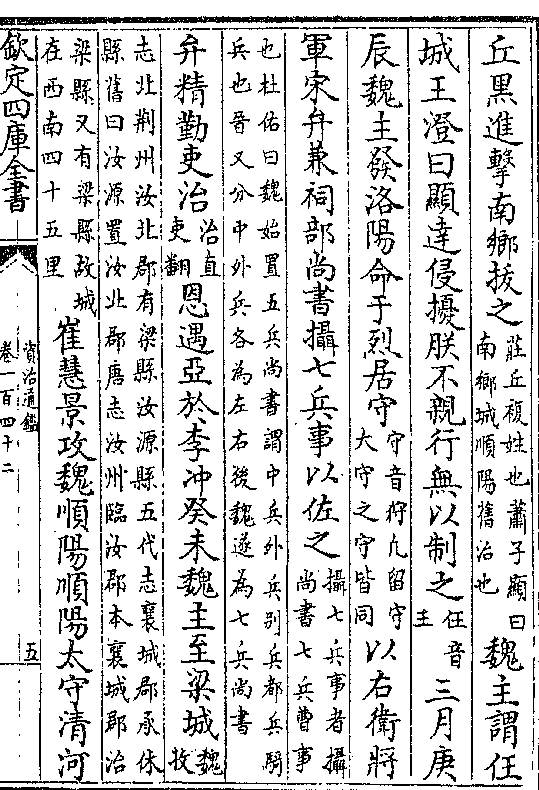 丘黑進擊南鄉拔之莊丘複姓也蕭子顯曰南鄉城順陽舊治也魏主謂任
城王澄曰顯達侵擾朕不親行無以制之任音壬三月庚
辰魏主發洛陽命于烈居守守音狩凡留守大守之守皆同以右衛將
軍宋弁兼祠部尚書攝七兵事以佐之攝七兵事者攝尚書七兵曹事
也杜佑曰魏始置五兵尚書謂中兵外兵别兵都兵騎
兵也晉又分中外兵各為左右後魏遂為七兵尚書
弁精勤吏治治直吏翻恩遇亞於李沖癸未魏主至梁城魏收
志北荆州汝北郡有梁縣汝源縣五代志襄城郡承休
縣舊曰汝源置汝北郡唐志汝州臨汝郡本襄城郡治
梁縣又有梁縣故城在西南四十五里崔慧景攻魏順陽順陽太守清河
欽定四庫全書
資治通鑑
卷一百四十二
五